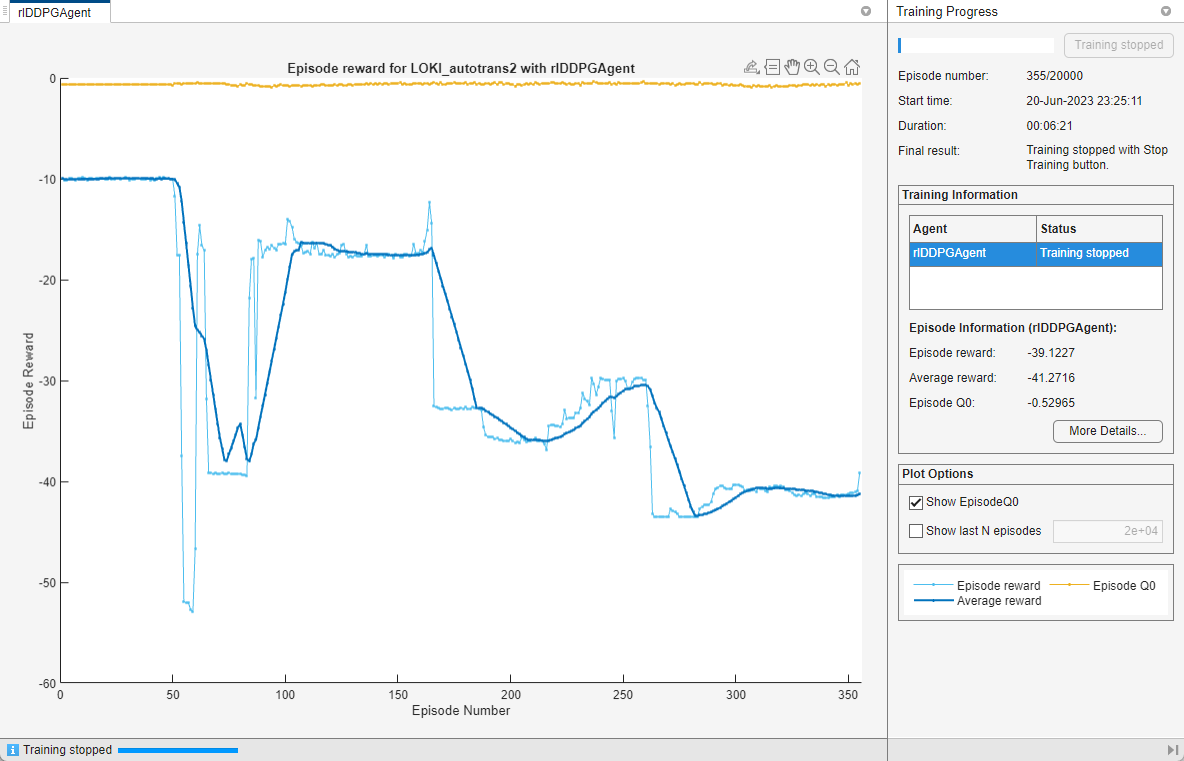 rlDDPGAgent
Episode reward for LOKI_autotrans2 with rlDDPGAgent
0
-10
-20
-30
-40
-50
-60
Episode Reward
0 50 100 150 200 250 300 350
Episode Number
Training stopped
Training Progress
Training stopped
Episode number: 355/20000
Start time: 20-Jun-2023 23:25:11
Duration: 00:06:21
Final result: Training stopped with Stop
Training button.
Training Information
Agent Status
rlDDPGAgent Training stopped
Episode Information (rlDDPGAgent):
Episode reward: -39.1227
Average reward: -41.2716
Episode Q0: -0.52965
More Details...
Plot Options
Show EpisodeQ0
Show last N episodes 2e+04
Episode reward Episode Q0
Average reward